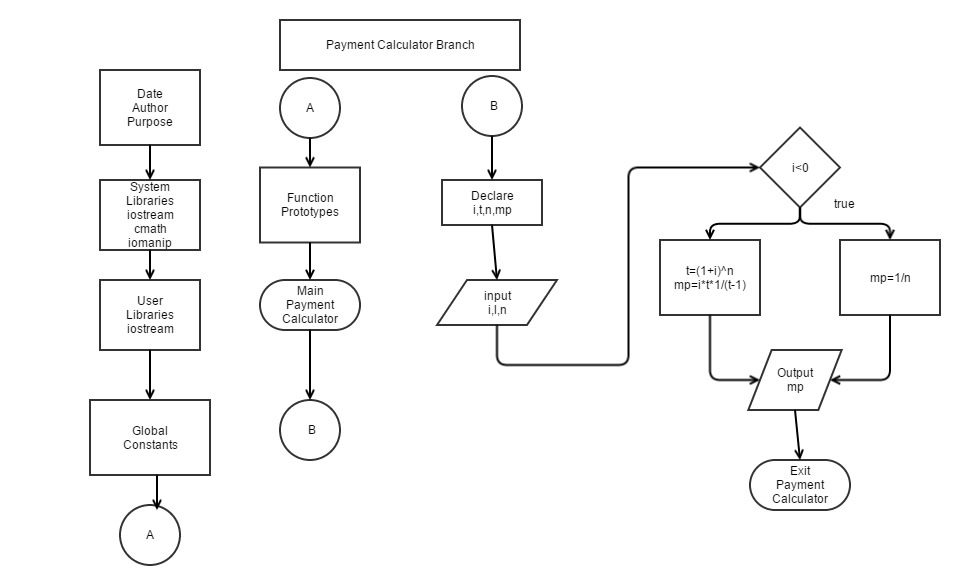 Payment Calculator Branch
Date
Author
Purpose
System
Libraries
iostream
cmath
iomanip
User
Libraries
iostream
Global
Constants
A
A
Function
Prototypes
Main
Payment
Calculator
B
B
Declare
i,t,n,mp
input
i,l,n
i<0
true
t=(1+i)^n
mp=i*t*1/(t-1)
mp=1/n
Output
mp
Exit
Payment
Calculator